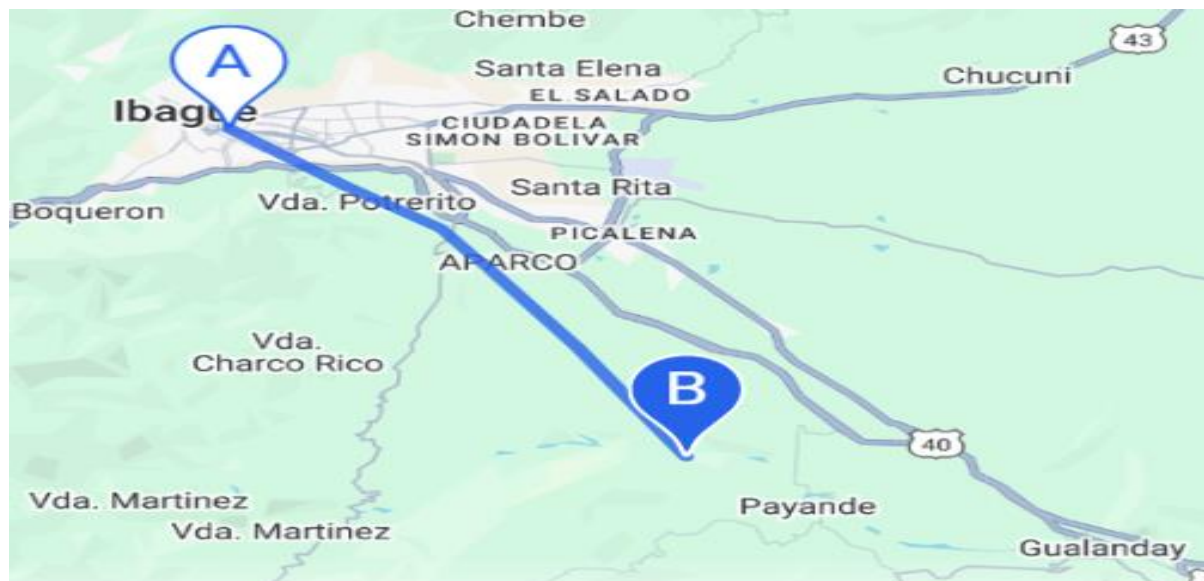 Chembe
43
A
Santa Elena
Chucuni
EL SALADO
Ibague
CIUDADELA
SIMON BOLIVAR
Santa Rita
Vda. Potrerito
Boqueron
PICALENA
APARCO
Vda.
Charco Rico
B
40
Vda. Martinez
Payande
Vda. Martinez
Gualanday